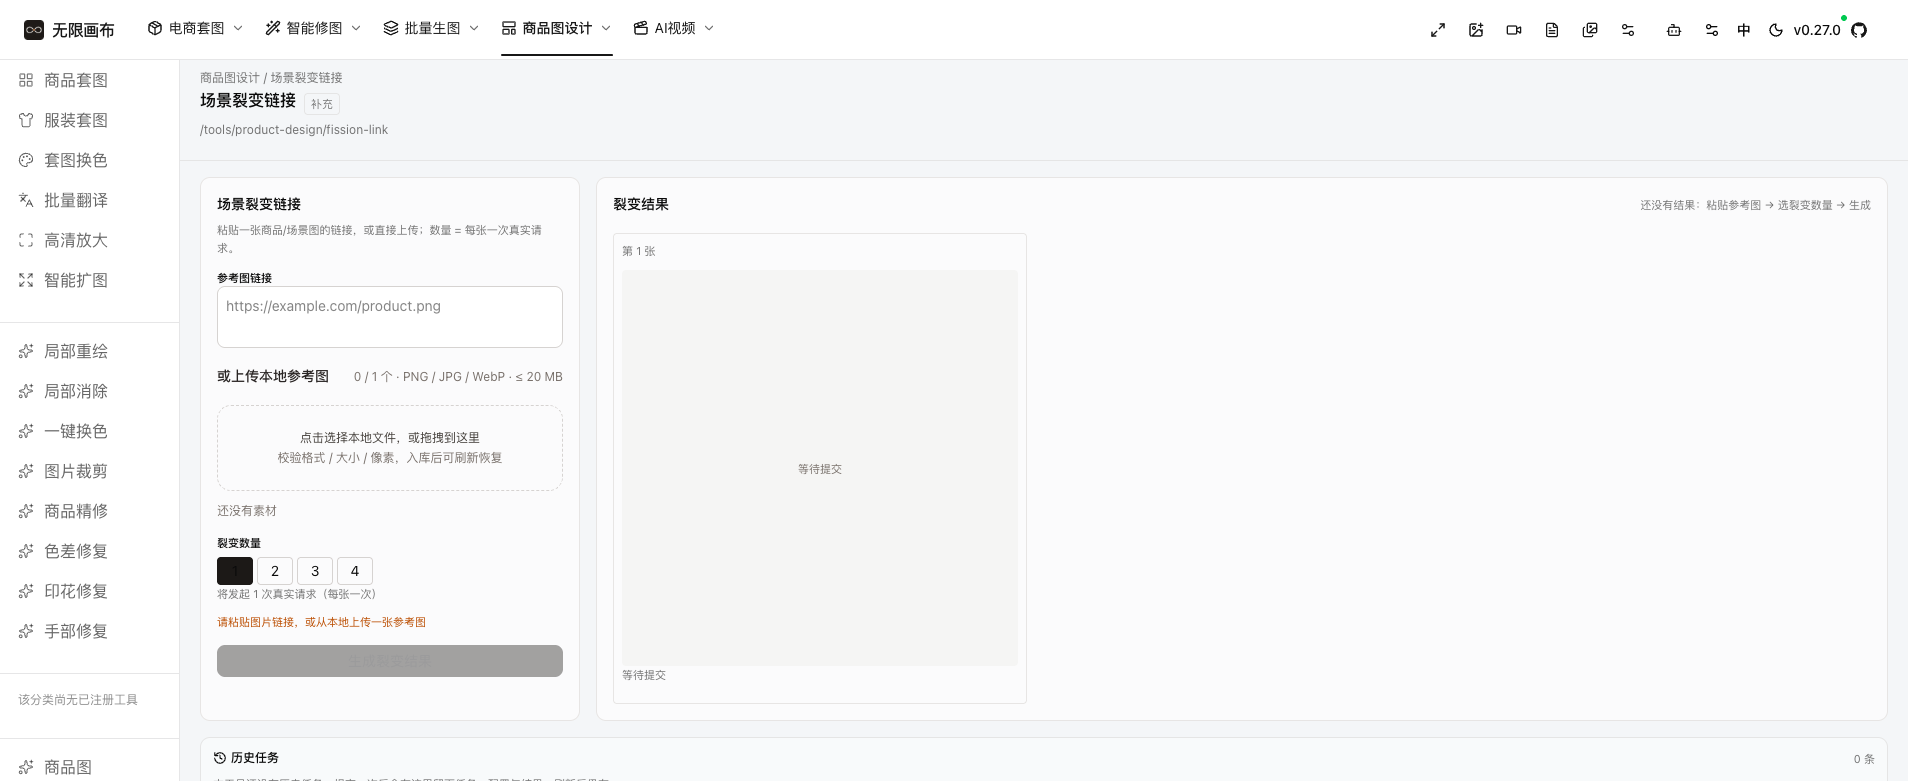 无限画布
电商套图
智能修图
批量生图
商品图设计
AI视频
中
v0.27.0
商品套图
服装套图
套图换色
批量翻译
高清放大
智能扩图
局部重绘
局部消除
一键换色
图片裁剪
商品精修
色差修复
印花修复
手部修复
该分类尚无已注册工具
商品图
商品图设计 / 场景裂变链接
场景裂变链接 补充
/tools/product-design/fission-link
场景裂变链接
粘贴一张商品/场景图的链接，或直接上传；数量 = 每张一次真实请
求。
参考图链接
https://example.com/product.png
或上传本地参考图 0 / 1 个 · PNG / JPG / WebP · ≤ 20 MB
点击选择本地文件，或拖拽到这里
校验格式 / 大小 / 像素，入库后可刷新恢复
还没有素材
裂变数量
1 2 3 4
将发起 1 次真实请求（每张一次）
请粘贴图片链接，或从本地上传一张参考图
裂变结果
还没有结果：粘贴参考图 → 选裂变数量 → 生成
第 1 张
等待提交
等待提交
历史任务
0 条